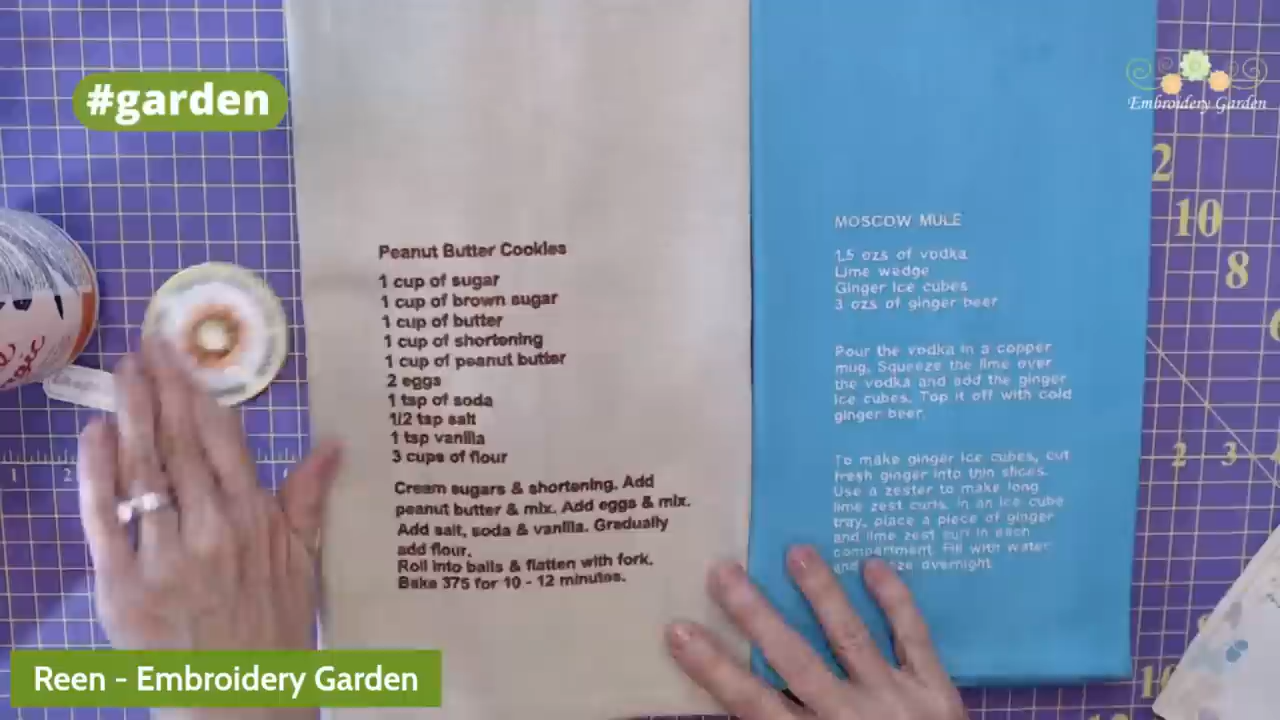 #garden
Embroidery Garden
Peanut Butter Cookies
1 cup of sugar
1 cup of brown sugar
1 cup of butter
1 cup of shortening
1 cup of peanut butter
2 eggs
1 tsp of soda
1/2 tsp salt
1 tsp vanilla
3 cups of flour
Cream sugars & shortening. Add
peanut butter & mix. Add eggs & mix.
Add salt, soda & vanilla. Gradually
add flour.
Roll into balls & flatten with fork.
Bake 375 for 10 - 12 minutes.
MOSCOW MULE
1.5 ozs of vodka
Lime wedge
Ginger ice cubes
3 ozs of ginger beer
Pour the vodka in a copper
mug. Squeeze the lime over
the vodka and add the ginger
ice cubes. Top it off with cold
ginger beer.
To make ginger ice cubes, cut
fresh ginger into thin slices.
Use a zester to make long
lime zest curls. In an ice cube
tray, place a piece of ginger
and lime zest curl in each
compartment. Fill with water
and overnight.
2
10
8
2 3
1 2
Reen - Embroidery Garden